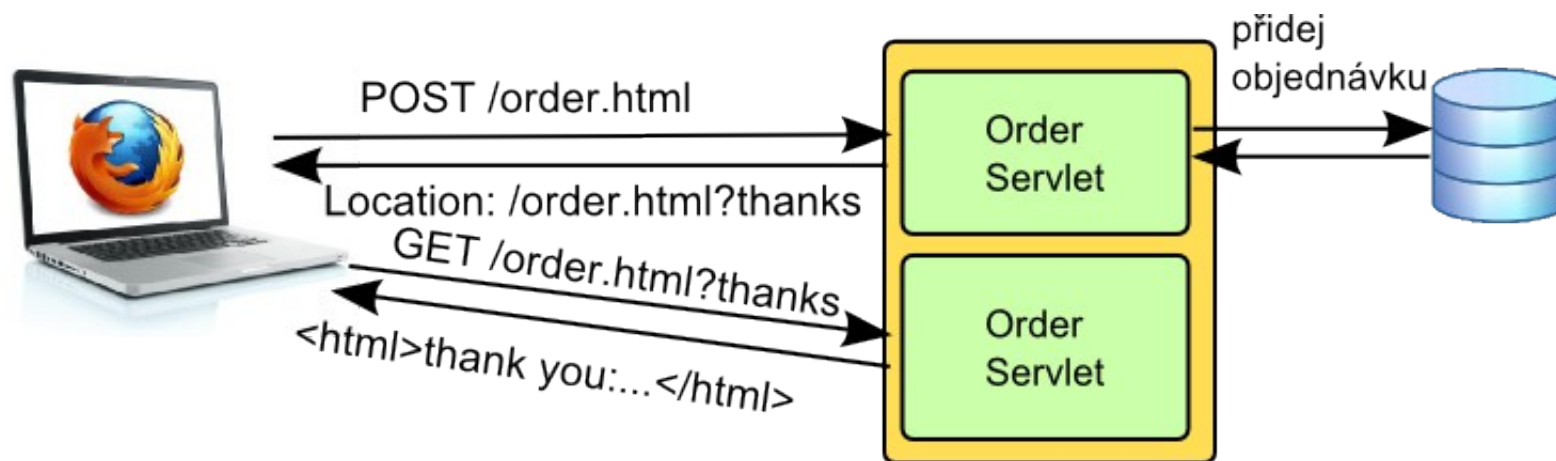 přidej
objednávku
POST /order.html
Order
Servlet
Location: /order.html?thanks
GET /order.html?thanks
<html>thank you:...</html>
Order
Servlet